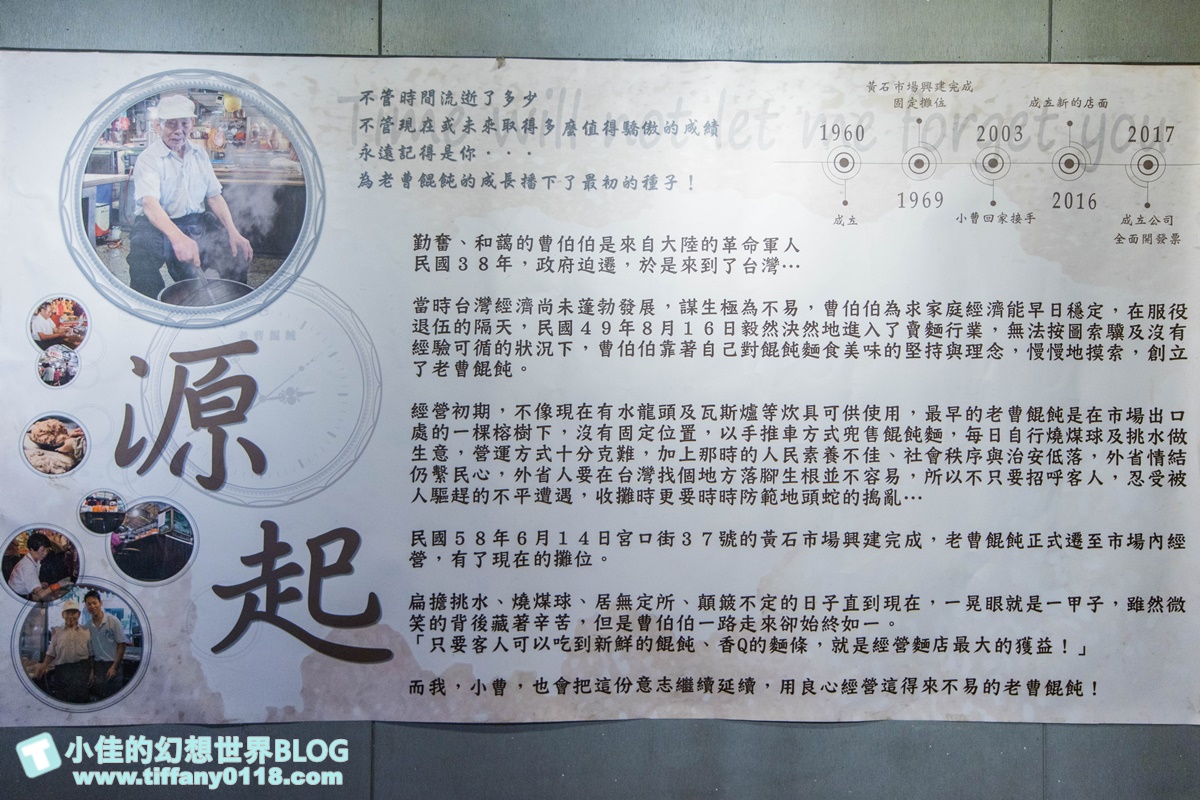 不管時間流逝了多少
不管現在或未來取得多麼值得驕傲的成績
永遠記得是你···
為老曹餛飩的成長播下了最初的種子！
Time will not let me forget you
黃石市場興建完成
固定攤位
成立新的店面
1960
2003
2017
1969
2016
成立
小曹回家接手
成立公司
全面開發票
源起
勤奮、和藹的曹伯伯是來自大陸的革命軍人
民國３８年，政府迫遷，於是來到了台灣…
當時台灣經濟尚未蓬勃發展，謀生極為不易，曹伯伯為求家庭經濟能早日穩定，在服役
退伍的隔天，民國４９年８月１６日毅然決然地進入了賣麵行業，無法按圖索驥及沒有
經驗可循的狀況下，曹伯伯靠著自己對餛飩麵食美味的堅持與理念，慢慢地摸索，創立
了老曹餛飩。
經營初期，不像現在有水龍頭及瓦斯爐等炊具可供使用，最早的老曹餛飩是在市場出口
處的一棵榕樹下，沒有固定位置，以手推車方式兜售餛飩麵，每日自行燒煤球及挑水做
生意，營運方式十分克難，加上那時的人民素養不佳、社會秩序與治安低落，外省情結
仍繫民心，外省人要在台灣找個地方落腳生根並不容易，所以不只要招呼客人，忍受被
人驅趕的不平遭遇，收攤時更要時時防範地頭蛇的搗亂…
民國５８年６月１４日宮口街３７號的黃石市場興建完成，老曹餛飩正式遷至市場內經
營，有了現在的攤位。
扁擔挑水、燒煤球、居無定所、顛簸不定的日子直到現在，一晃眼就是一甲子，雖然微
笑的背後藏著辛苦，但是曹伯伯一路走來卻始終如一。
「只要客人可以吃到新鮮的餛飩、香Q的麵條，就是經營麵店最大的獲益！」
而我，小曹，也會把這份意志繼續延續，用良心經營這得來不易的老曹餛飩！
小佳的幻想世界BLOG
www.tiffany0118.com